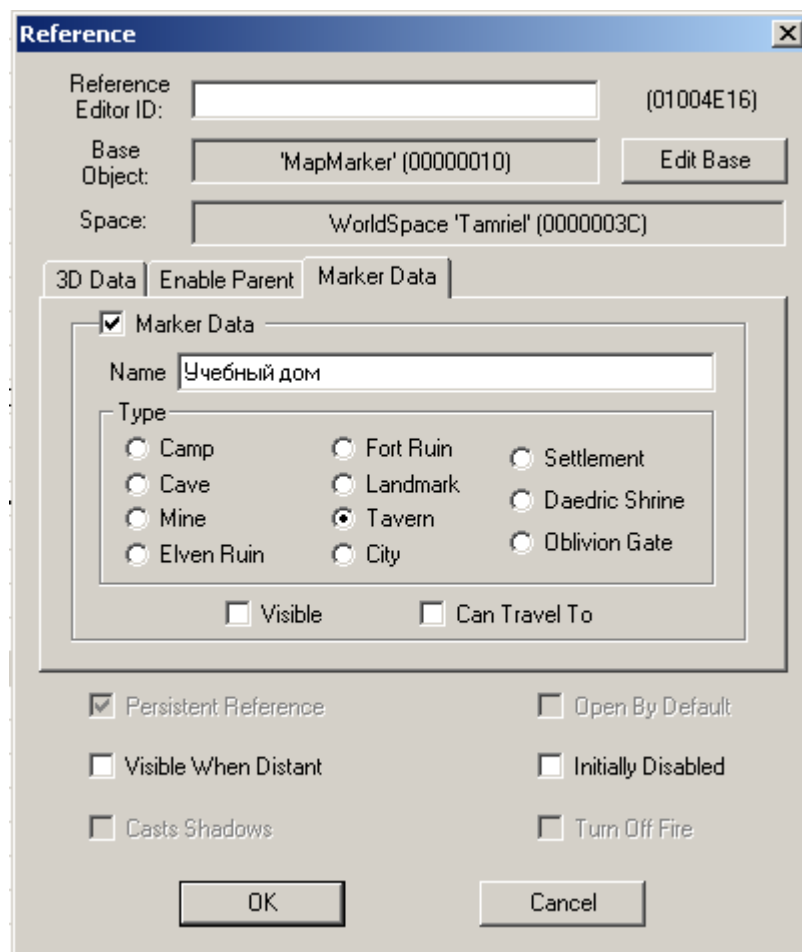 Reference
Reference Editor ID:
(01004E16)
Base Object:
'MapMarker' (00000010)
Edit Base
Space:
WorldSpace 'Tamriel' (0000003C)
3D Data
Enable Parent
Marker Data
Marker Data
Name
Учебный дом
Type
Camp
Fort Ruin
Settlement
Cave
Landmark
Daedric Shrine
Mine
Tavern
Oblivion Gate
Elven Ruin
City
Visible
Can Travel To
Persistent Reference
Open By Default
Visible When Distant
Initially Disabled
Casts Shadows
Turn Off Fire
OK
Cancel